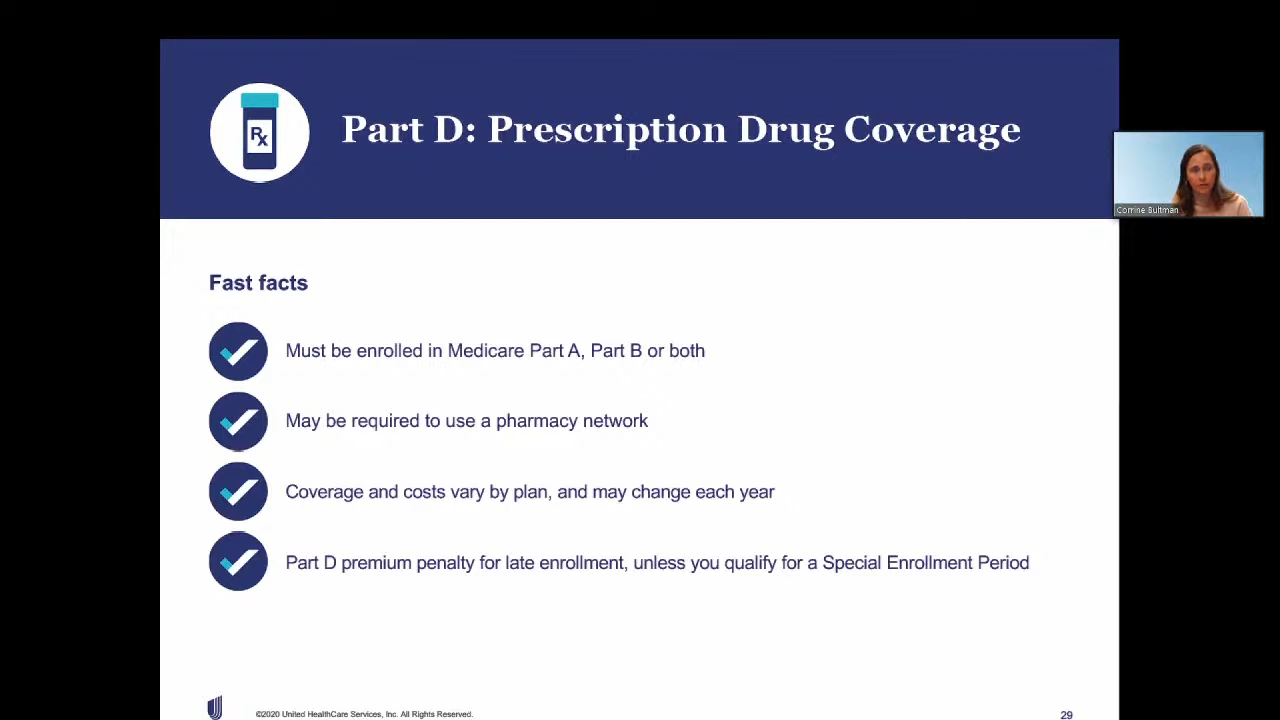 Rx
Part D: Prescription Drug Coverage
Corrine Bultman
Fast facts
Must be enrolled in Medicare Part A, Part B or both
May be required to use a pharmacy network
Coverage and costs vary by plan, and may change each year
Part D premium penalty for late enrollment, unless you qualify for a Special Enrollment Period
©2020 United HealthCare Services, Inc. All Rights Reserved.
29